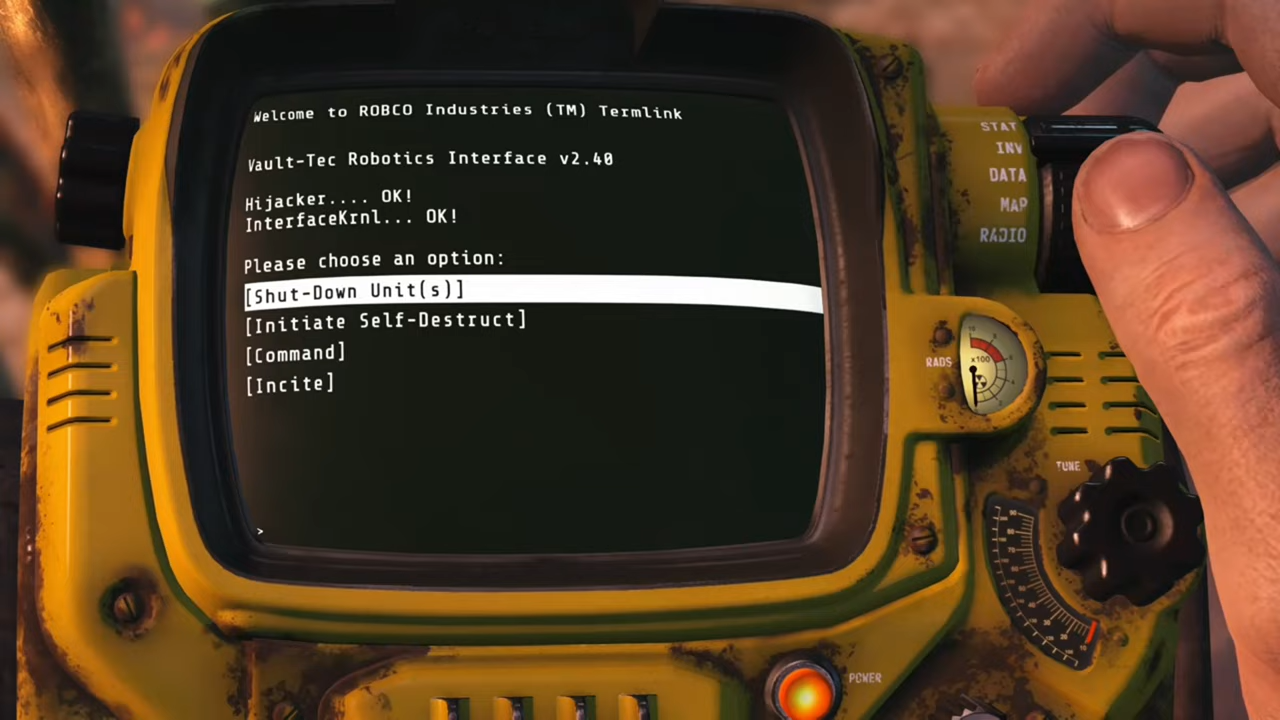 Welcome to ROBCO Industries (TM) Termlink
Vault-Tec Robotics Interface v2.40
Hijacker.... OK!
InterfaceKrnl... OK!
Please choose an option:
[Shut-Down Unit(s)]
[Initiate Self-Destruct]
[Command]
[Incite]
>
STAT
INV
DATA
MAP
RADIO
RADS
x100
TUNE
POWER